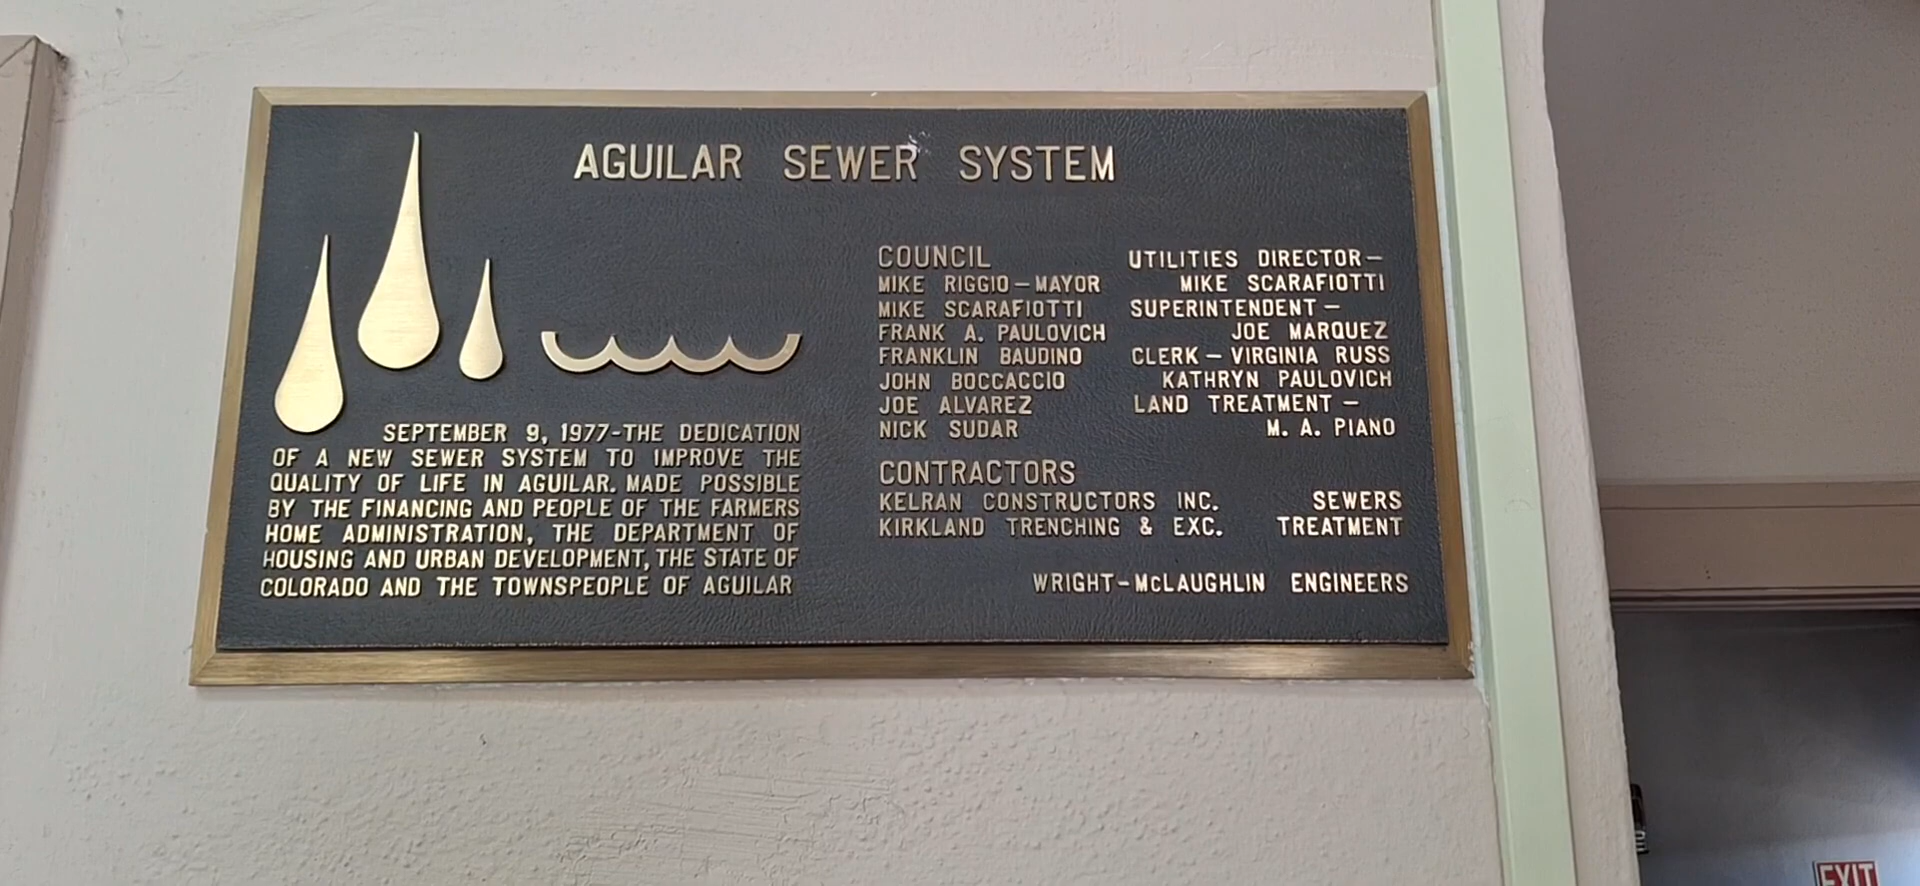 AGUILAR SEWER SYSTEM
SEPTEMBER 9, 1977-THE DEDICATION
OF A NEW SEWER SYSTEM TO IMPROVE THE
QUALITY OF LIFE IN AGUILAR. MADE POSSIBLE
BY THE FINANCING AND PEOPLE OF THE FARMERS
HOME ADMINISTRATION, THE DEPARTMENT OF
HOUSING AND URBAN DEVELOPMENT, THE STATE OF
COLORADO AND THE TOWNSPEOPLE OF AGUILAR
COUNCIL
MIKE RIGGIO – MAYOR
MIKE SCARAFIOTTI
FRANK A. PAULOVICH
FRANKLIN BAUDINO
JOHN BOCCACCIO
JOE ALVAREZ
NICK SUDAR
UTILITIES DIRECTOR –
MIKE SCARAFIOTTI
SUPERINTENDENT –
JOE MARQUEZ
CLERK – VIRGINIA RUSS
KATHRYN PAULOVICH
LAND TREATMENT –
M. A. PIANO
CONTRACTORS
KELRAN CONSTRUCTORS INC. SEWERS
KIRKLAND TRENCHING & EXC. TREATMENT
WRIGHT-McLAUGHLIN ENGINEERS
EXIT